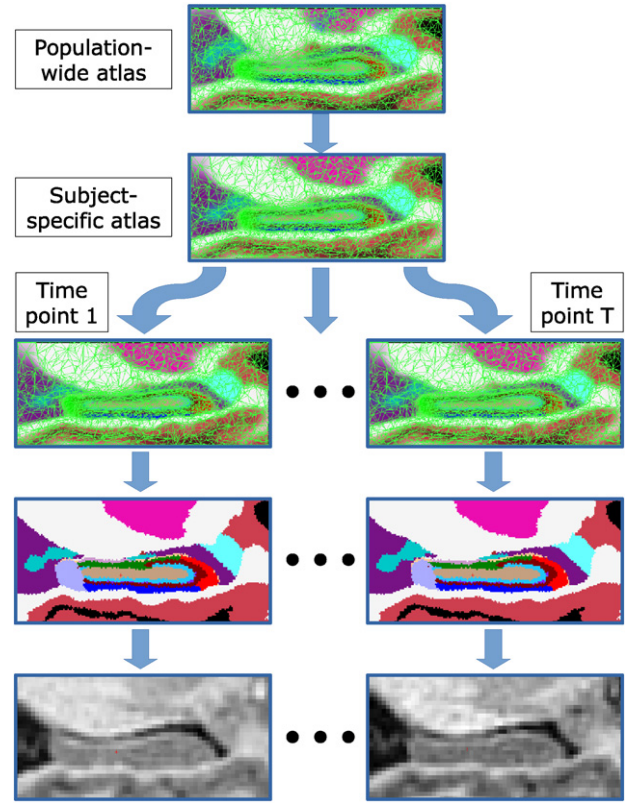 Population-
wide atlas
Subject-
specific atlas
Time
point 1
Time
point T